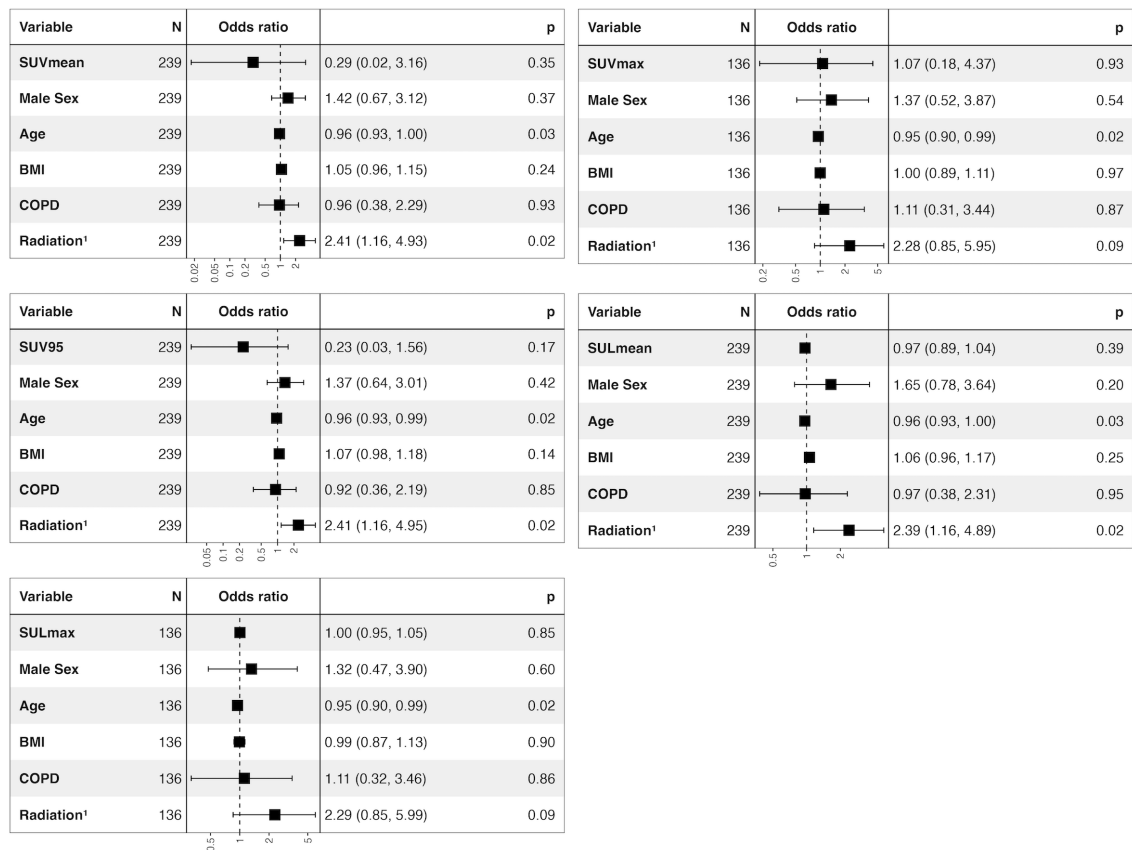 Variable N Odds ratio p
SUVmean 239 0.29 (0.02, 3.16) 0.35
Male Sex 239 1.42 (0.67, 3.12) 0.37
Age 239 0.96 (0.93, 1.00) 0.03
BMI 239 1.05 (0.96, 1.15) 0.24
COPD 239 0.96 (0.38, 2.29) 0.93
Radiation¹ 239 2.41 (1.16, 4.93) 0.02
0.02 0.05 0.1 0.2 0.5 1 2
Variable N Odds ratio p
SUVmax 136 1.07 (0.18, 4.37) 0.93
Male Sex 136 1.37 (0.52, 3.87) 0.54
Age 136 0.95 (0.90, 0.99) 0.02
BMI 136 1.00 (0.89, 1.11) 0.97
COPD 136 1.11 (0.31, 3.44) 0.87
Radiation¹ 136 2.28 (0.85, 5.95) 0.09
0.2 0.5 1 2 5
Variable N Odds ratio p
SUV95 239 0.23 (0.03, 1.56) 0.17
Male Sex 239 1.37 (0.64, 3.01) 0.42
Age 239 0.96 (0.93, 0.99) 0.02
BMI 239 1.07 (0.98, 1.18) 0.14
COPD 239 0.92 (0.36, 2.19) 0.85
Radiation¹ 239 2.41 (1.16, 4.95) 0.02
0.05 0.1 0.2 0.5 1 2
Variable N Odds ratio p
SULmean 239 0.97 (0.89, 1.04) 0.39
Male Sex 239 1.65 (0.78, 3.64) 0.20
Age 239 0.96 (0.93, 1.00) 0.03
BMI 239 1.06 (0.96, 1.17) 0.25
COPD 239 0.97 (0.38, 2.31) 0.95
Radiation¹ 239 2.39 (1.16, 4.89) 0.02
0.5 1 2
Variable N Odds ratio p
SULmax 136 1.00 (0.95, 1.05) 0.85
Male Sex 136 1.32 (0.47, 3.90) 0.60
Age 136 0.95 (0.90, 0.99) 0.02
BMI 136 0.99 (0.87, 1.13) 0.90
COPD 136 1.11 (0.32, 3.46) 0.86
Radiation¹ 136 2.29 (0.85, 5.99) 0.09
0.5 1 2 5